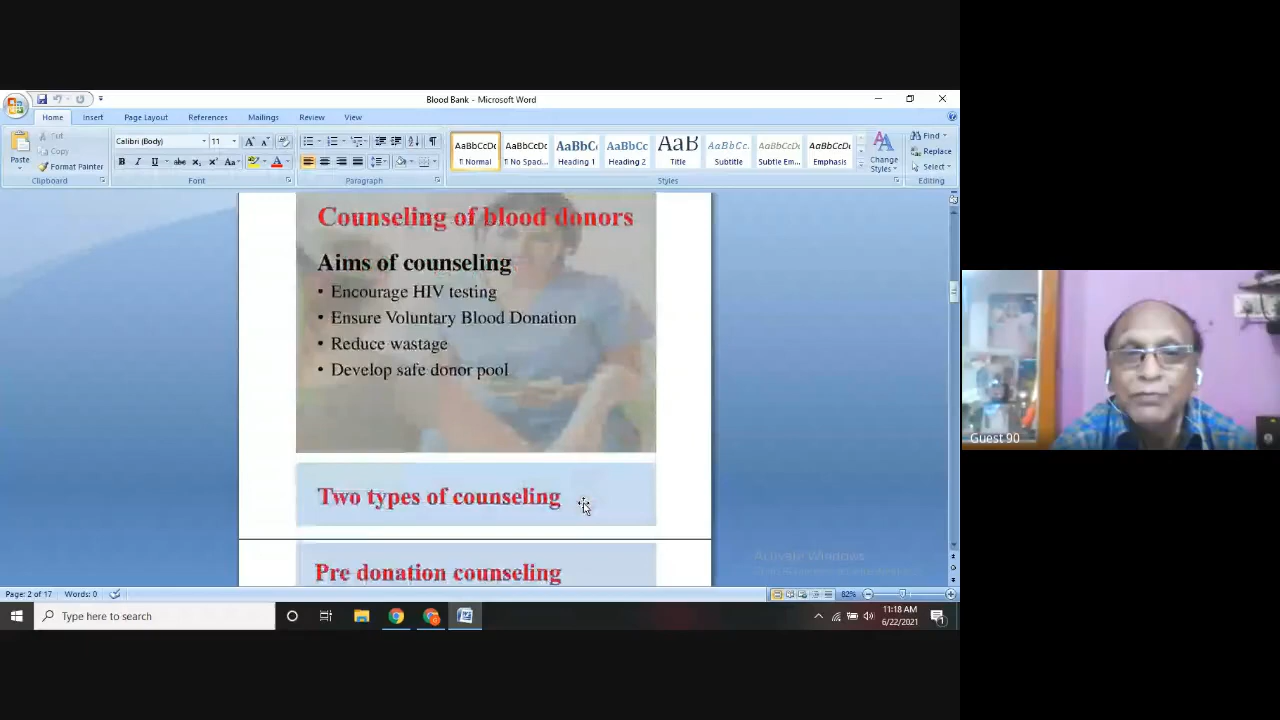 Blood Bank - Microsoft Word
Home Insert Page Layout References Mailings Review View
Paste
Cut
Copy
Format Painter
Clipboard
Calibri (Body) 11
Font
Paragraph
AaBbCcDc AaBbCcDc AaBbCc AaBbCc AaB AaBbCc. AaBbCcDc AaBbCcDc
¶ Normal ¶ No Spaci... Heading 1 Heading 2 Title Subtitle Subtle Em... Emphasis
Change
Styles
Styles
Find
Replace
Select
Editing
Counseling of blood donors
Aims of counseling
• Encourage HIV testing
• Ensure Voluntary Blood Donation
• Reduce wastage
• Develop safe donor pool
Two types of counseling
Pre donation counseling
Activate Windows
Page: 2 of 17 Words: 0 82%
Type here to search
11:18 AM
6/22/2021
Guest 90